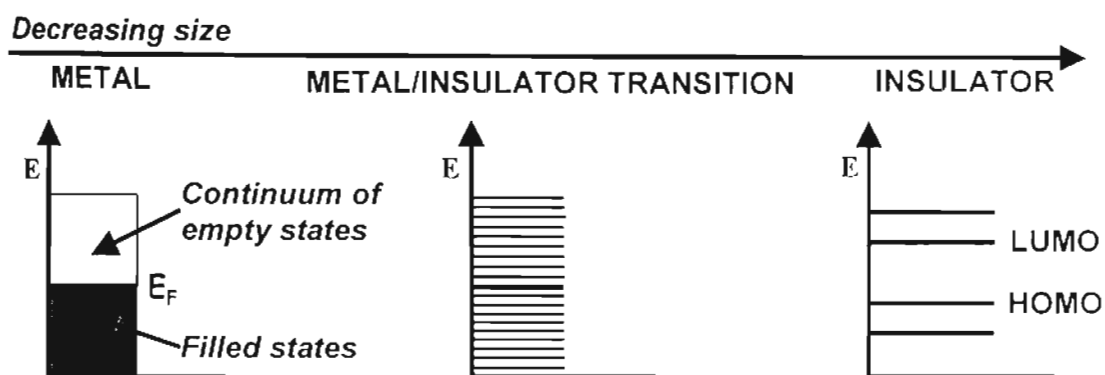 Decreasing size
METAL
METAL/INSULATOR TRANSITION
INSULATOR
E
Continuum of
empty states
E_F
Filled states
E
E
LUMO
HOMO